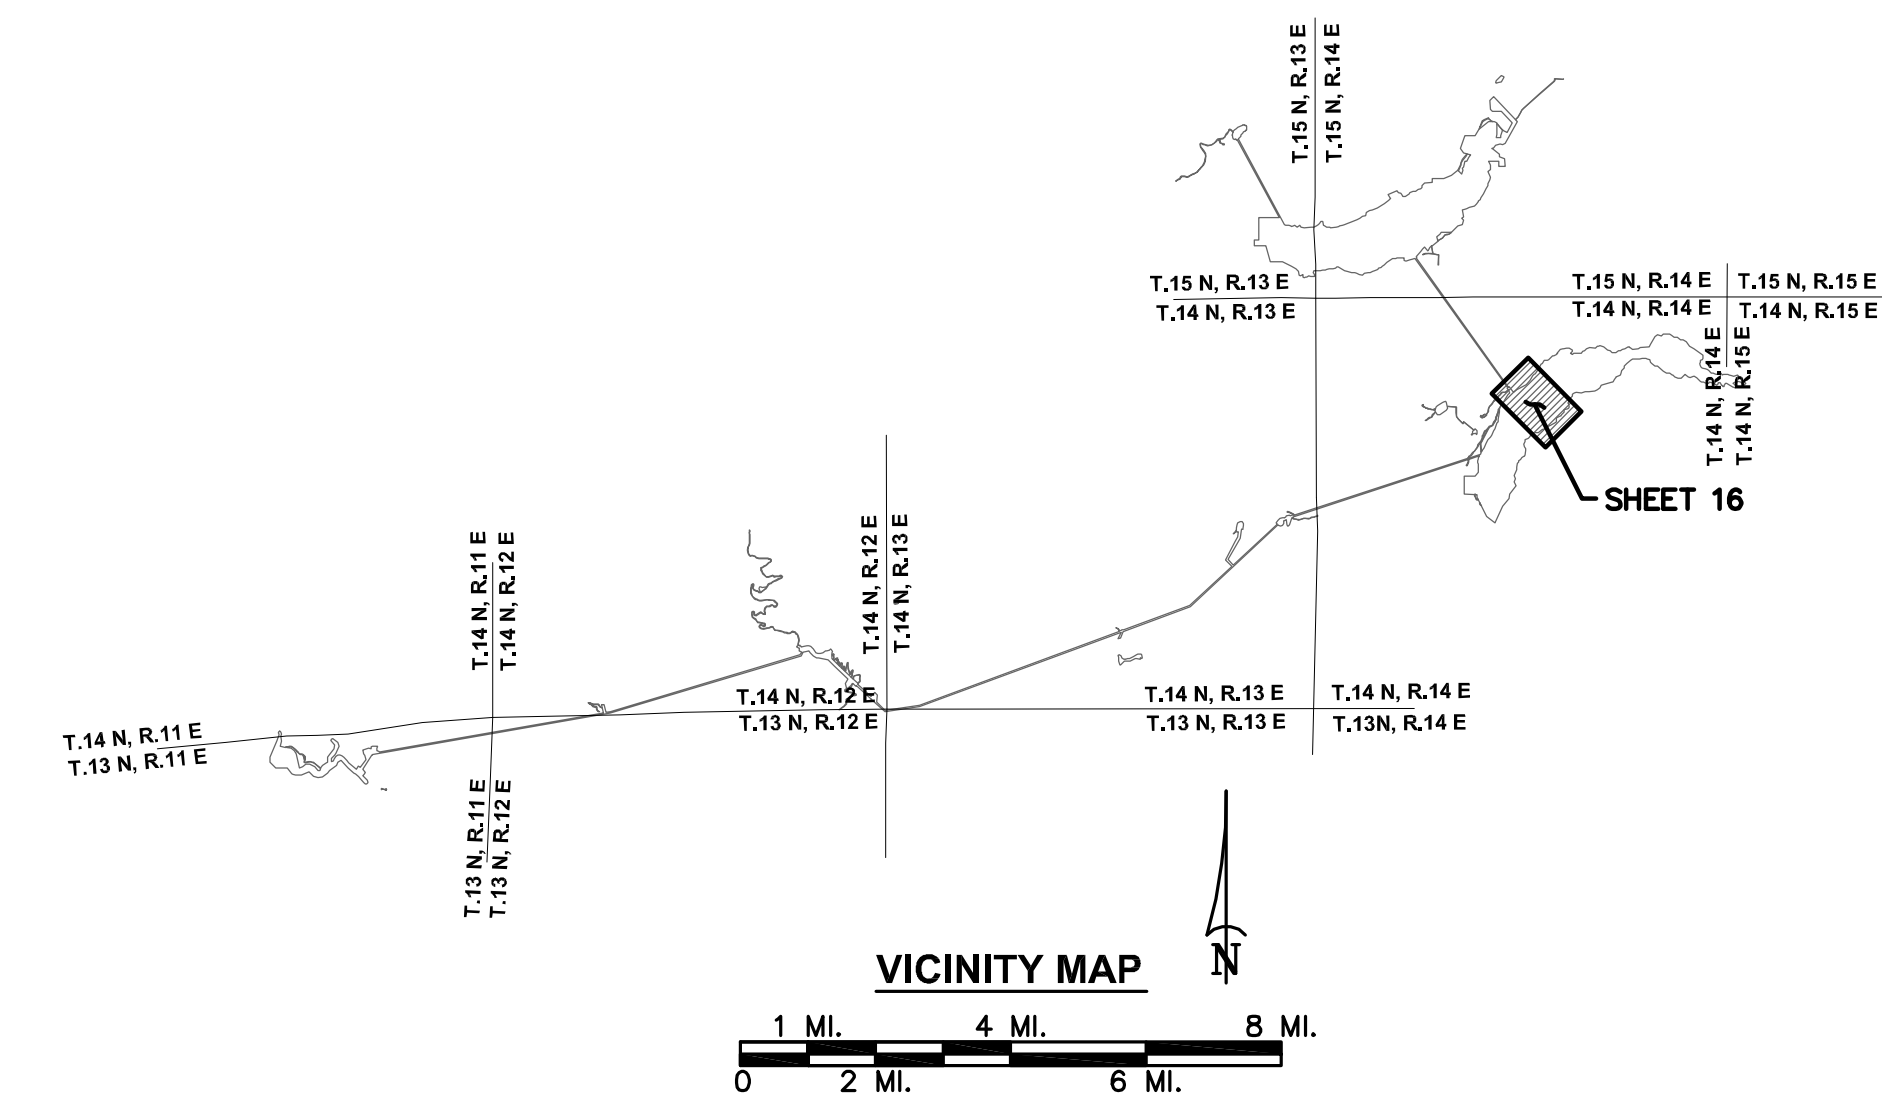 T.15 N, R.13 E
T.15 N, R.14 E
T.15 N, R.13 E
T.14 N, R.13 E
T.15 N, R.14 E
T.14 N, R.14 E
T.15 N, R.15 E
T.14 N, R.15 E
T.14 N, R.14 E
T.14 N, R.15 E
SHEET 16
T.14 N, R.12 E
T.14 N, R.13 E
T.14 N, R.11 E
T.14 N, R.12 E
T.14 N, R.12 E
T.13 N, R.12 E
T.14 N, R.13 E
T.13 N, R.13 E
T.14 N, R.14 E
T.13N, R.14 E
T.14 N, R.11 E
T.13 N, R.11 E
T.13 N, R.11 E
T.13 N, R.12 E
N
VICINITY MAP
1 MI. 4 MI. 8 MI.
0 2 MI. 6 MI.